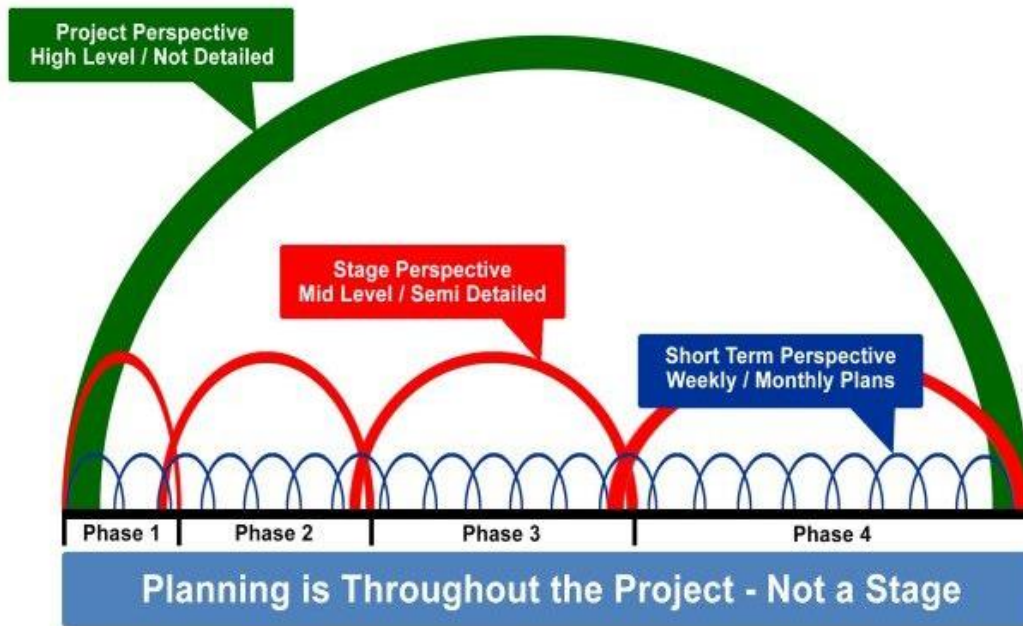 Project Perspective
High Level / Not Detailed
Stage Perspective
Mid Level / Semi Detailed
Short Term Perspective
Weekly / Monthly Plans
Phase 1
Phase 2
Phase 3
Phase 4
Planning is Throughout the Project - Not a Stage